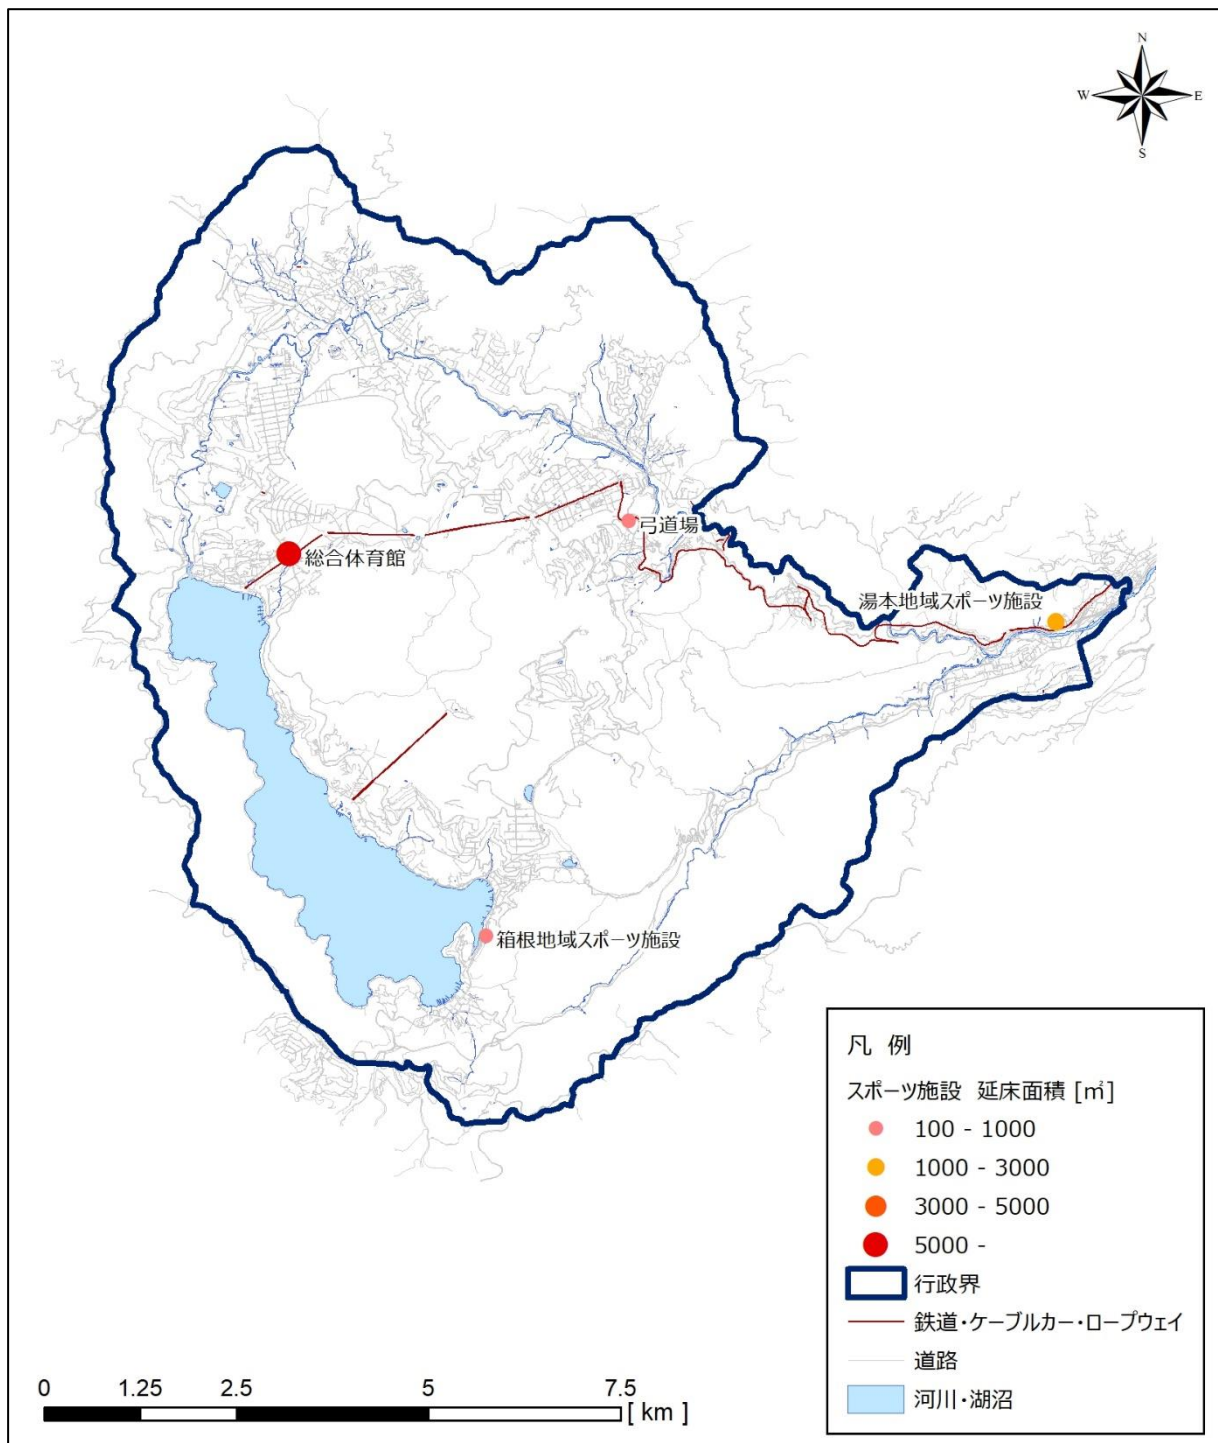 N
W E
S
弓道場
総合体育館
湯本地域スポーツ施設
箱根地域スポーツ施設
凡 例
スポーツ施設 延床面積 [㎡]
100 - 1000
1000 - 3000
3000 - 5000
5000 -
行政界
鉄道・ケーブルカー・ロープウェイ
道路
河川・湖沼
0 1.25 2.5 5 7.5
[ km ]